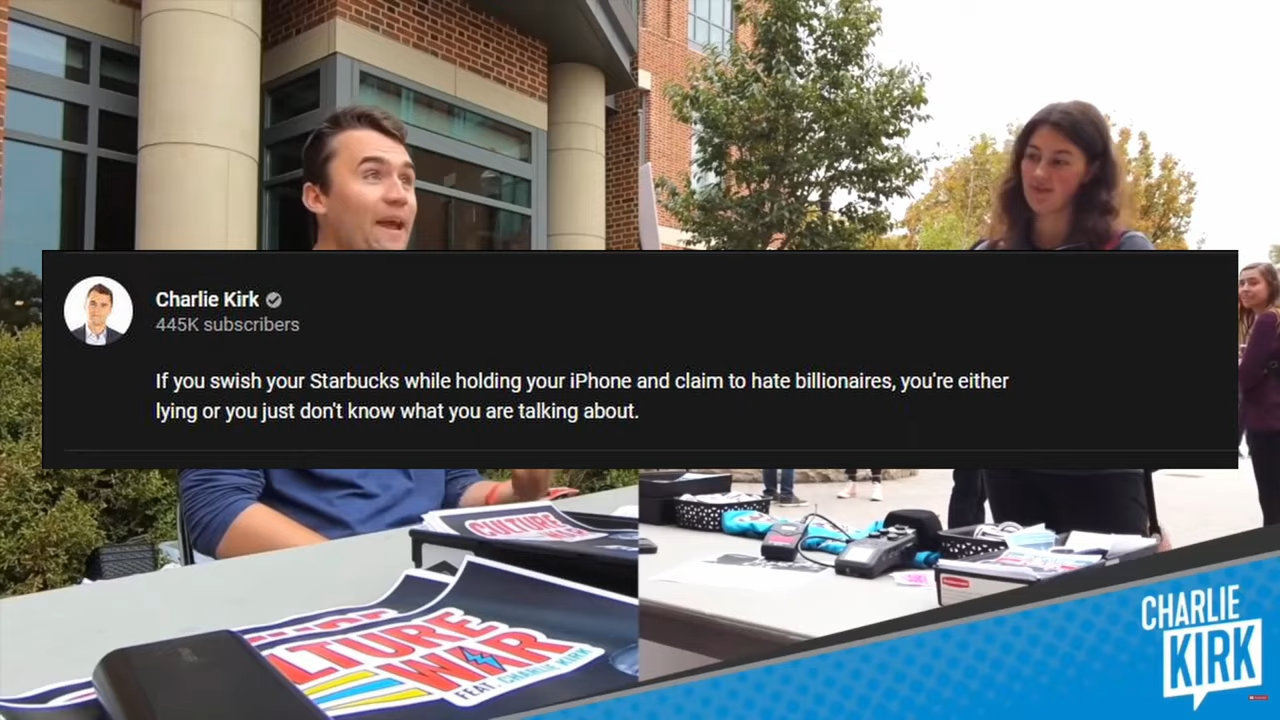 Charlie Kirk
445K subscribers
If you swish your Starbucks while holding your iPhone and claim to hate billionaires, you're either
lying or you just don't know what you are talking about.
CULTURE
WAR
CULTURE
WAR
FEAT. CHARLIE KIRK
CHARLIE
KIRK